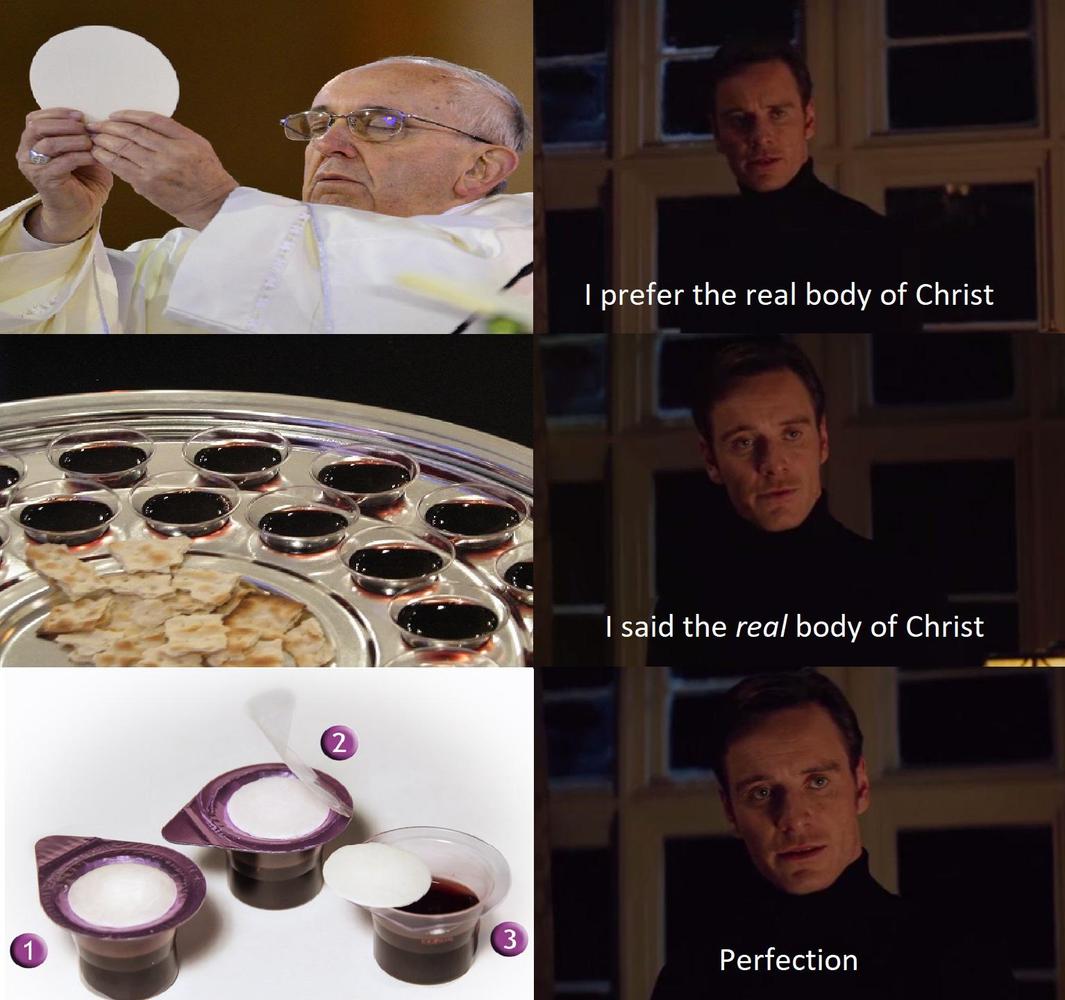 I prefer the real body of Christ
I said the real body of Christ
2
1
3
Perfection